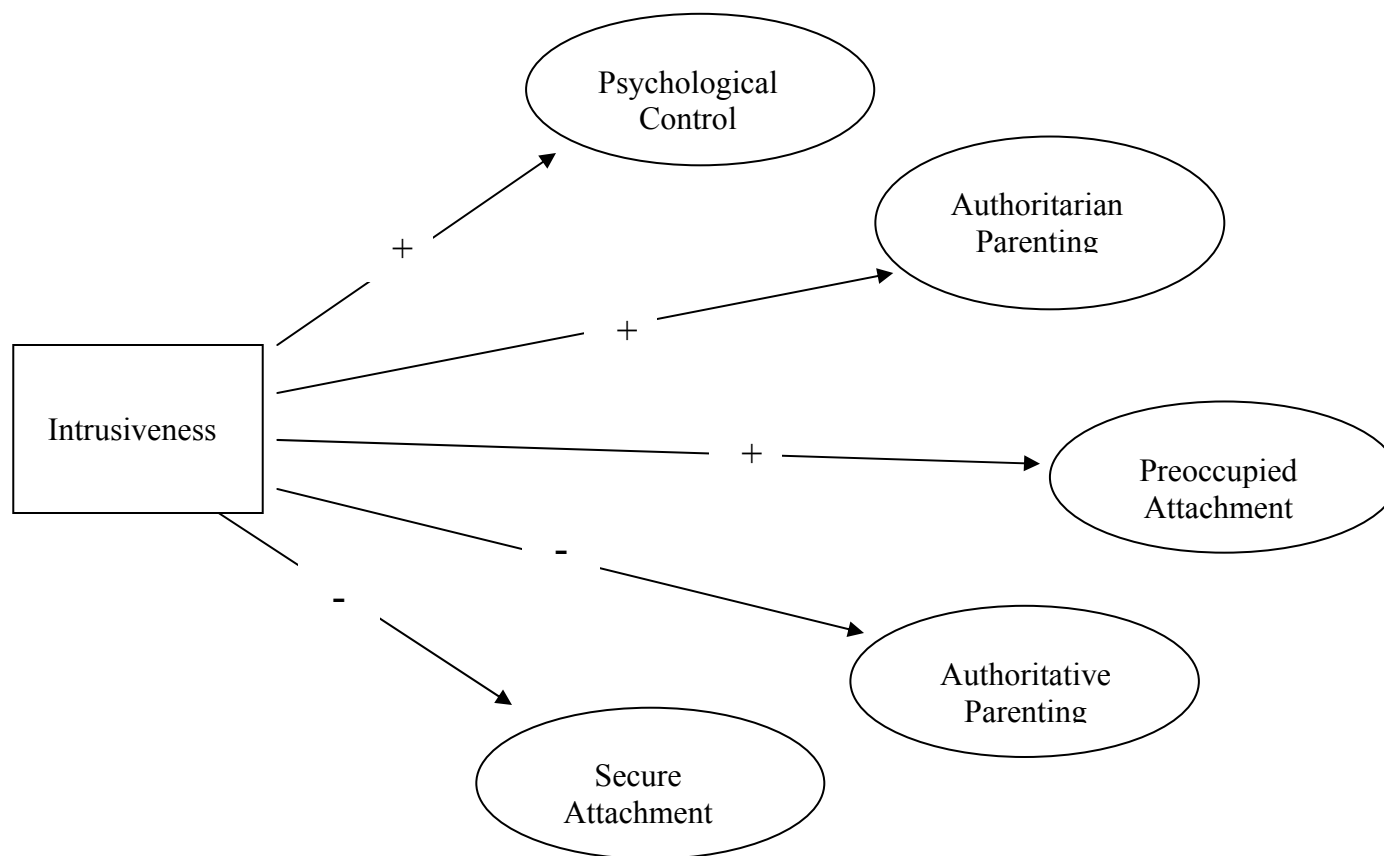 Psychological
Control
Authoritarian
Parenting
+
+
Intrusiveness
+
Preoccupied
Attachment
-
-
Authoritative
Parenting
Secure
Attachment